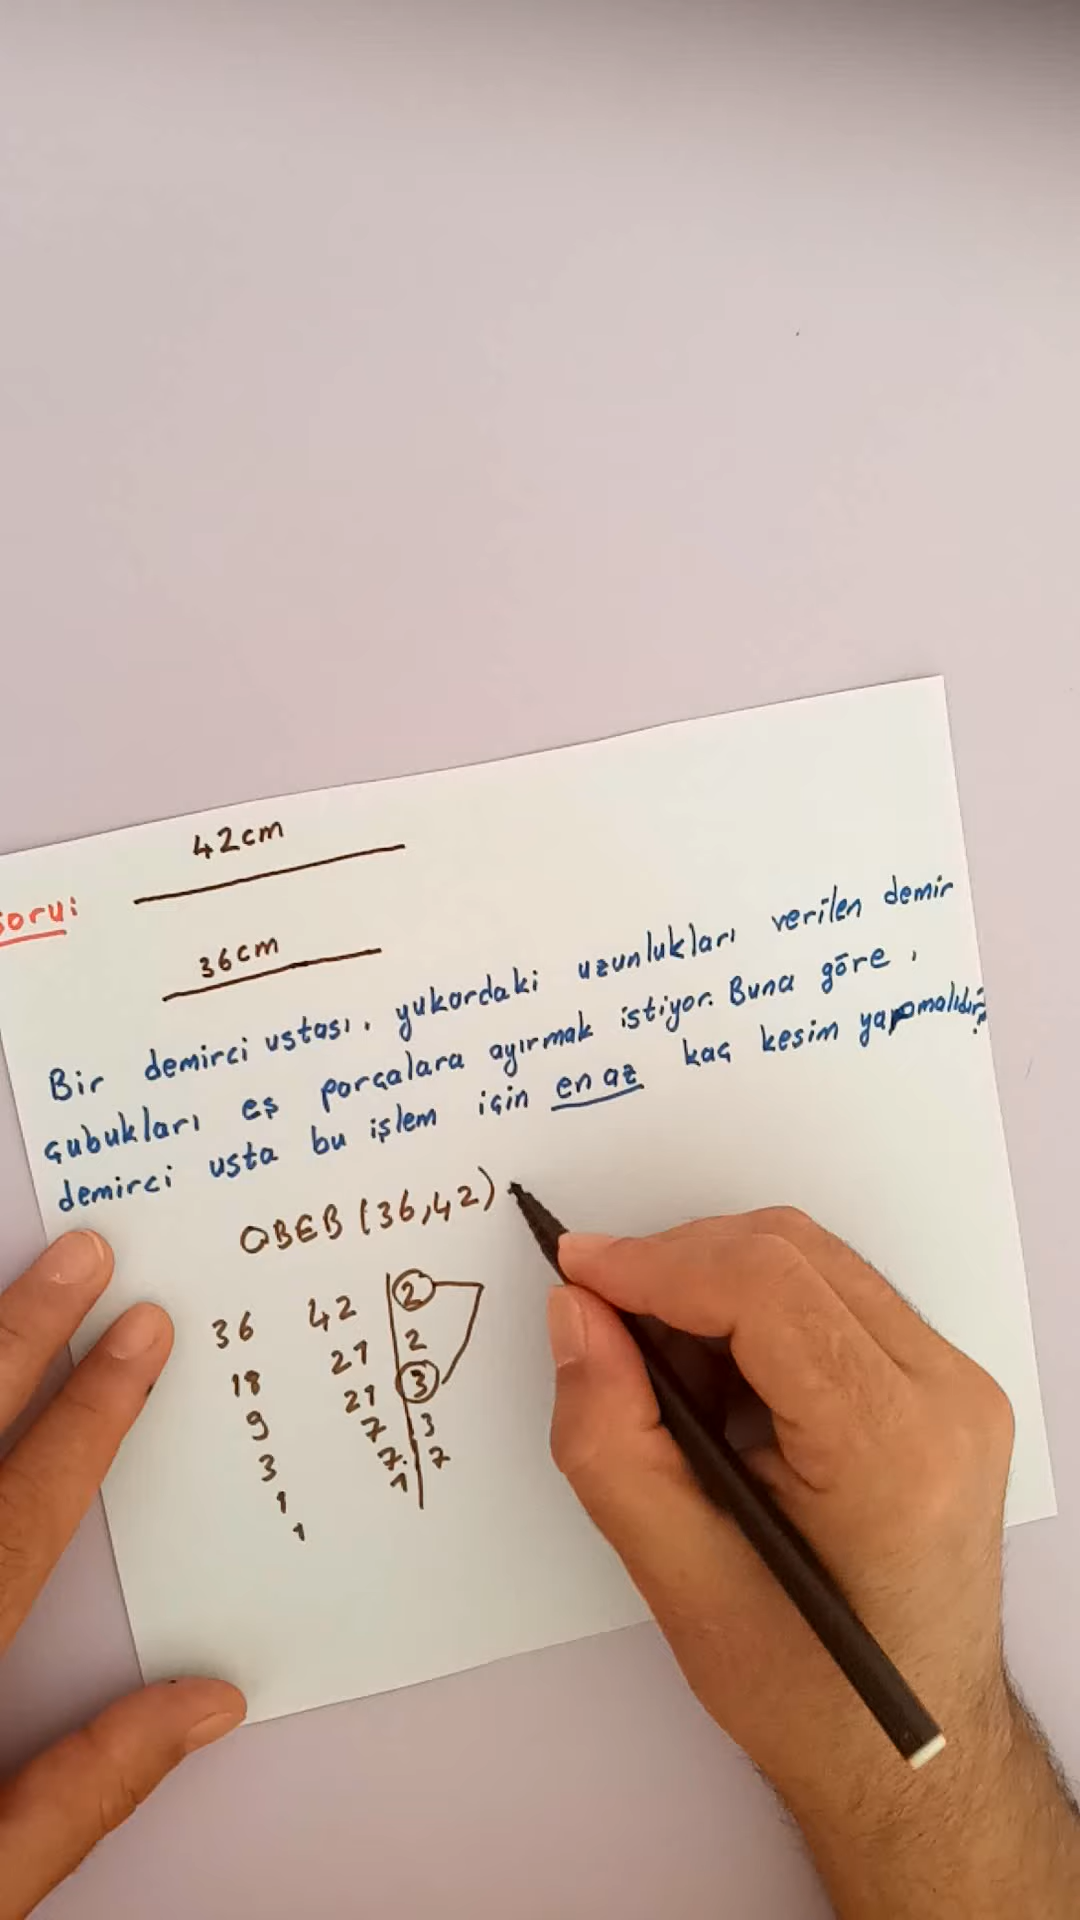 42cm
soru:
36cm
Bir demirci ustası, yukardaki uzunlukları verilen demir
çubukları eş parçalara ayırmak istiyor. Buna göre,
demirci usta bu işlem için en az kaç kesim yapmalıdır?
OBEB (36,42)
36 42 2
18 21 2
9 21 3
3 7 3
1 7 7
1 1